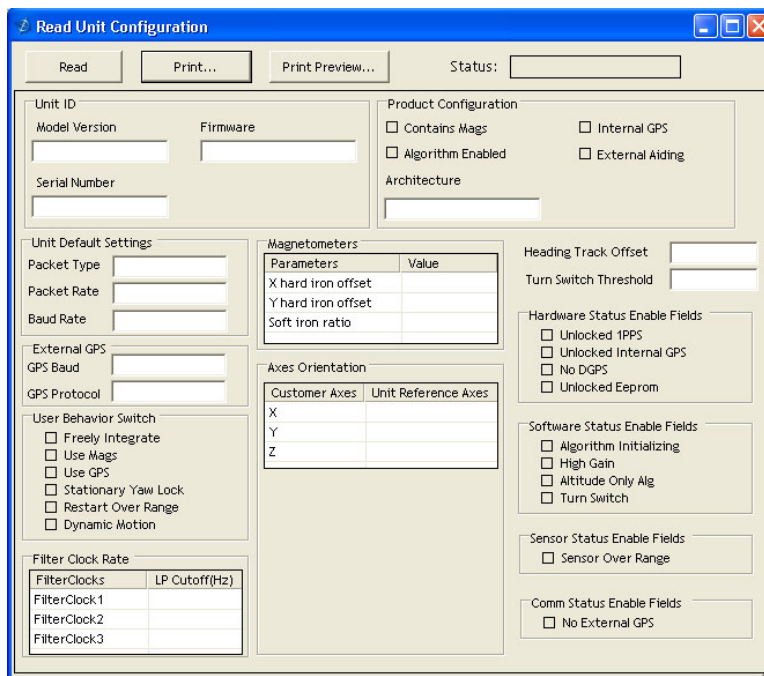 Read Unit Configuration
Read
Print...
Print Preview...
Status:
Unit ID
Model Version
Firmware
Serial Number
Product Configuration
Contains Mags
Internal GPS
Algorithm Enabled
External Aiding
Architecture
Unit Default Settings
Packet Type
Packet Rate
Baud Rate
External GPS
GPS Baud
GPS Protocol
User Behavior Switch
Freely Integrate
Use Mags
Use GPS
Stationary Yaw Lock
Restart Over Range
Dynamic Motion
Filter Clock Rate
FilterClocks LP Cutoff(Hz)
FilterClock1
FilterClock2
FilterClock3
Magnetometers
Parameters Value
X hard iron offset
Y hard iron offset
Soft iron ratio
Axes Orientation
Customer Axes Unit Reference Axes
X
Y
Z
Heading Track Offset
Turn Switch Threshold
Hardware Status Enable Fields
Unlocked 1PPS
Unlocked Internal GPS
No DGPS
Unlocked Eeprom
Software Status Enable Fields
Algorithm Initializing
High Gain
Altitude Only Alg
Turn Switch
Sensor Status Enable Fields
Sensor Over Range
Comm Status Enable Fields
No External GPS